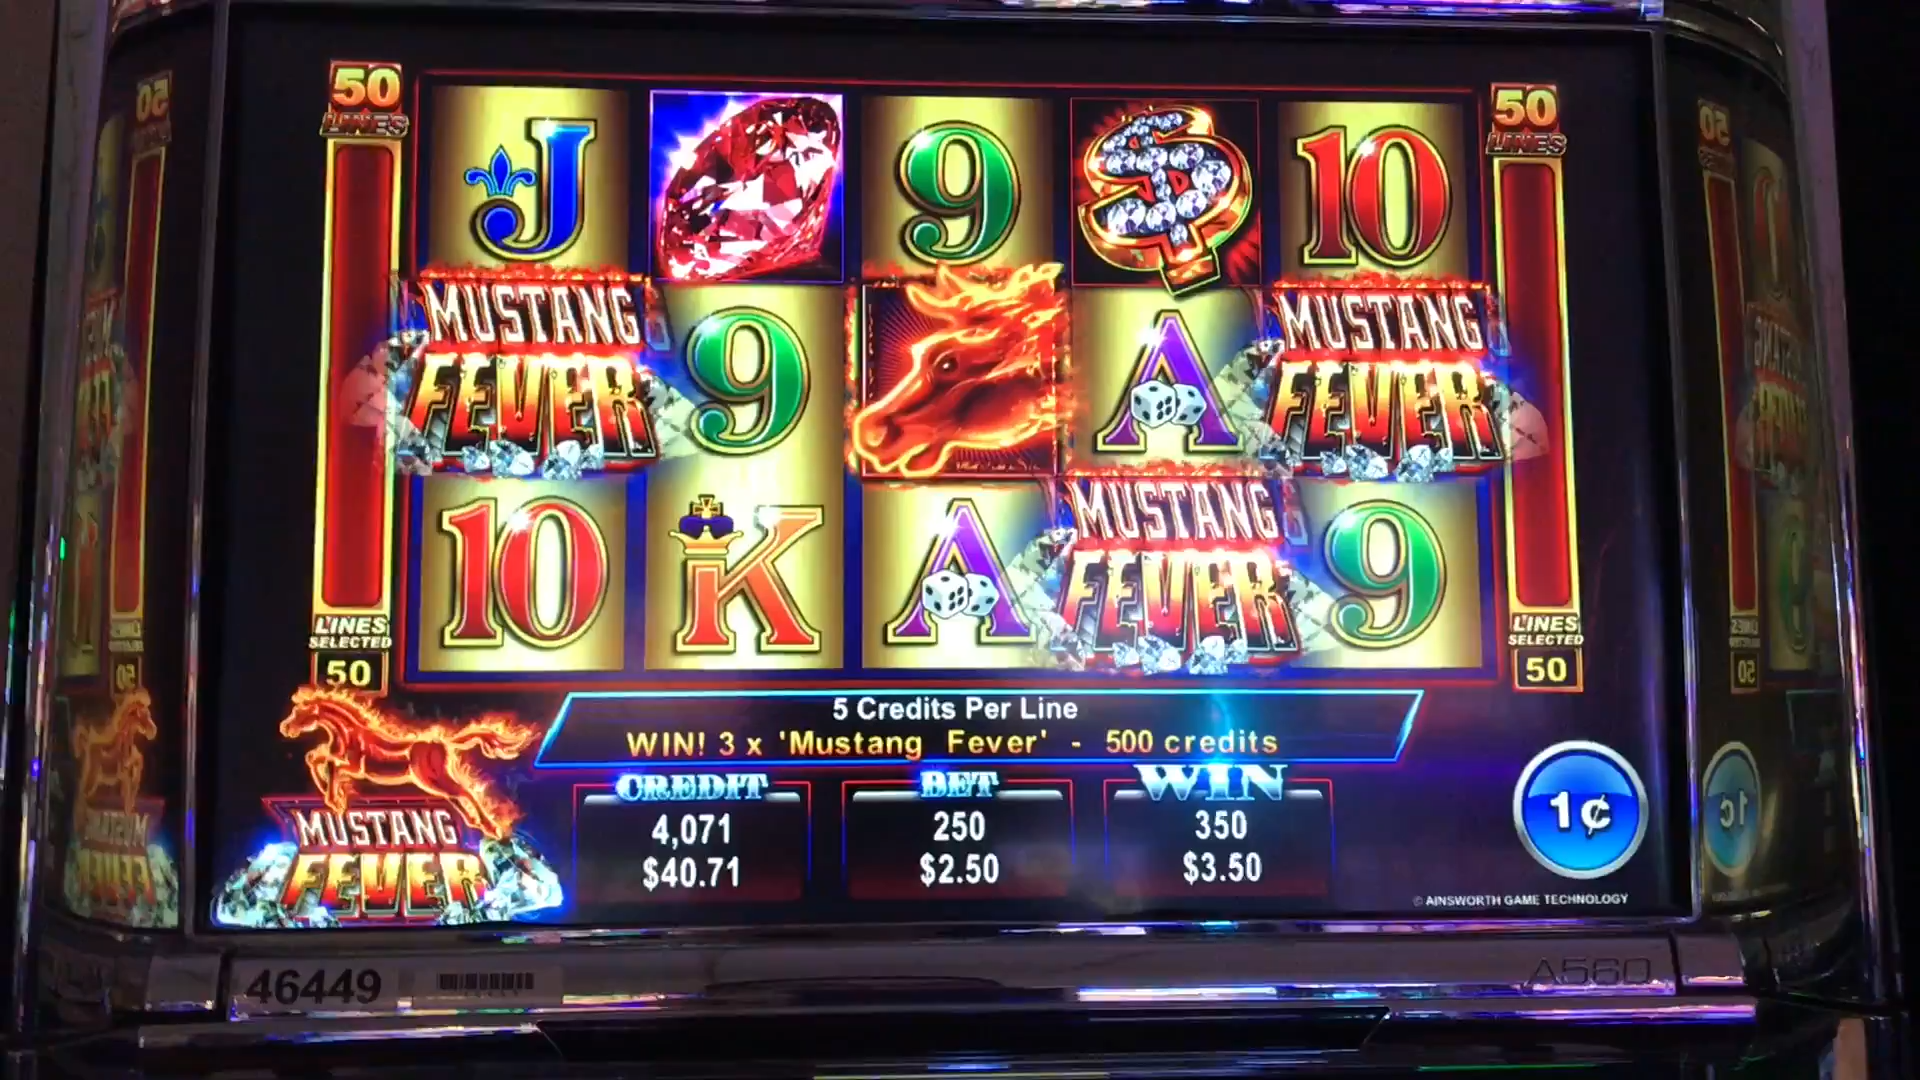 50
LINES
50
LINES
J
9
$
10
MUSTANG
FEVER
9
A
MUSTANG
FEVER
10
K
A
MUSTANG
FEVER
9
LINES
SELECTED
50
LINES
SELECTED
50
5 Credits Per Line
WIN! 3 x 'Mustang Fever' - 500 credits
CREDIT
BET
WIN
4,071
250
350
$40.71
$2.50
$3.50
1¢
MUSTANG
FEVER
© AINSWORTH GAME TECHNOLOGY
46449
A560